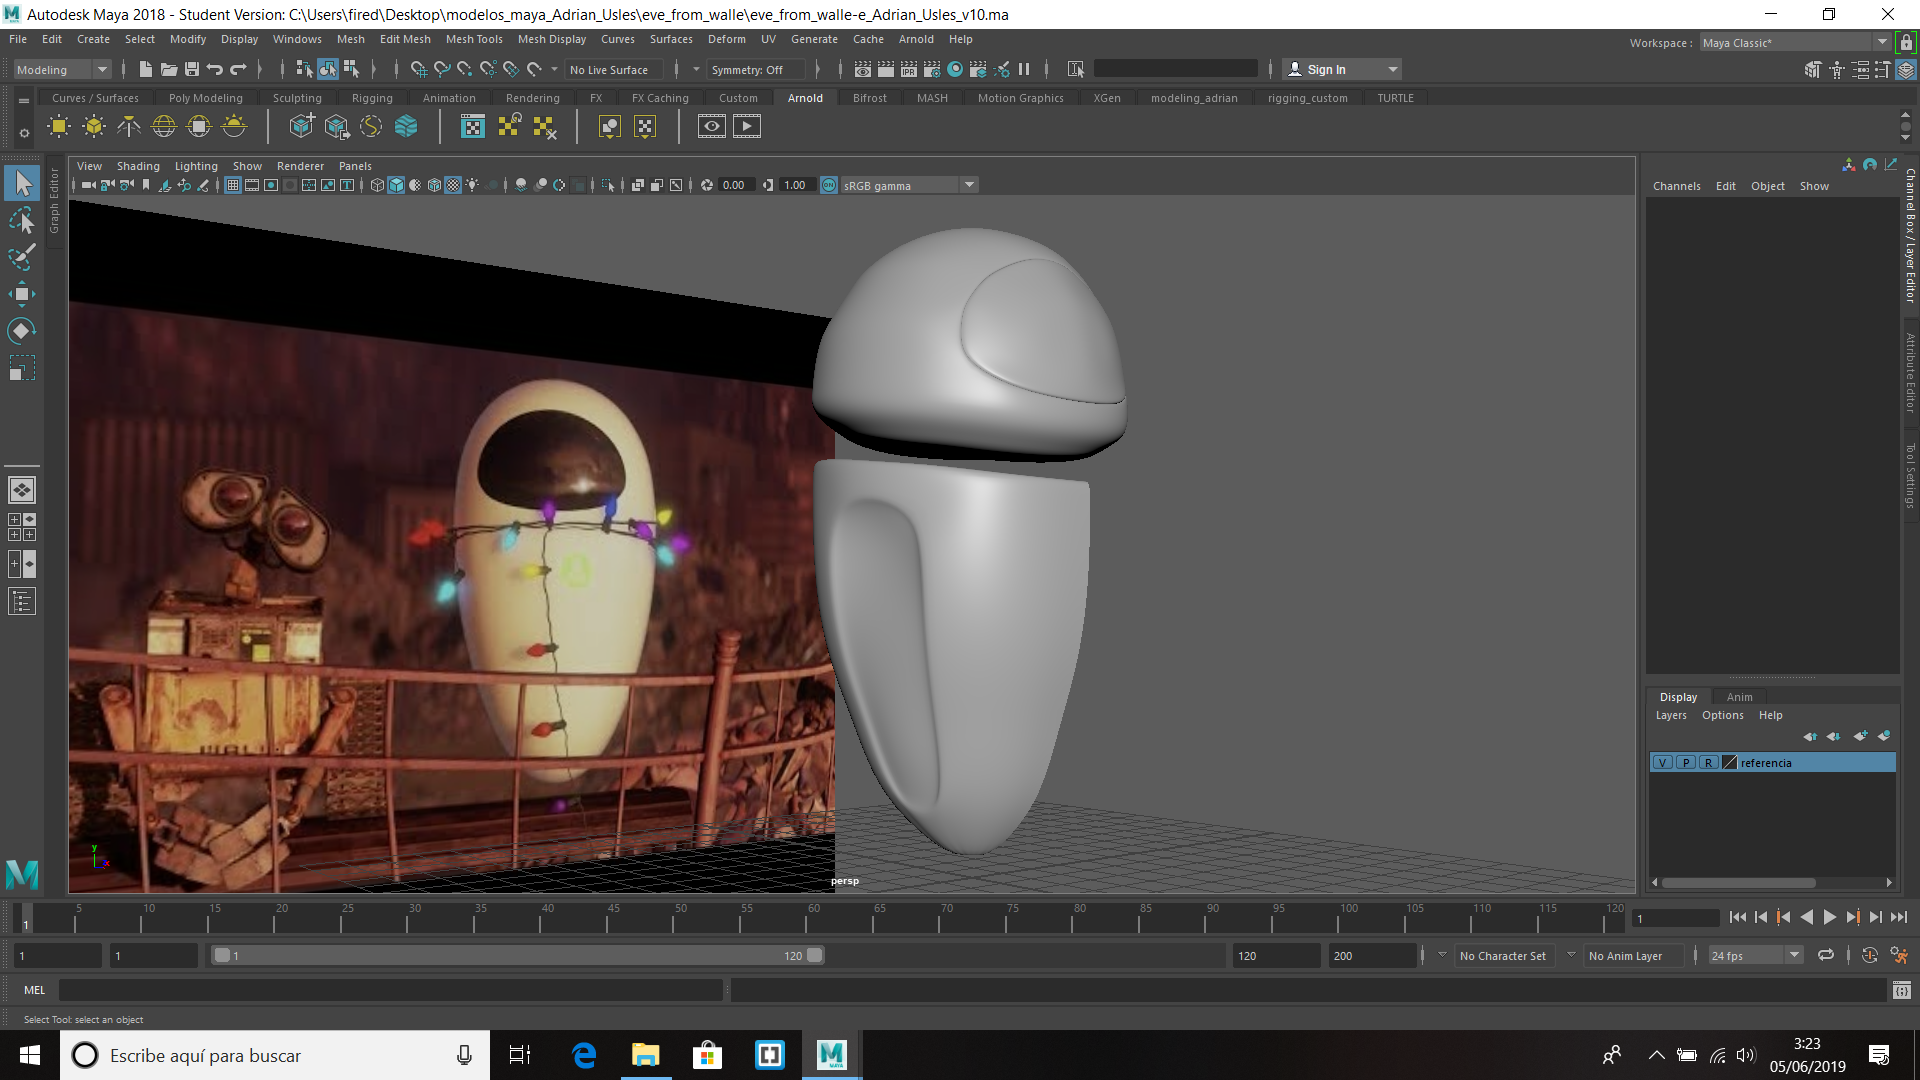 Autodesk Maya 2018 - Student Version: C:\Users\fired\Desktop\modelos_maya_Adrian_Usles\eve_from_walle\eve_from_walle-e_Adrian_Usles_v10.ma
File Edit Create Select Modify Display Windows Mesh Edit Mesh Mesh Tools Mesh Display Curves Surfaces Deform UV Generate Cache Arnold Help
Workspace : Maya Classic*
Modeling No Live Surface Symmetry: Off Sign In
Curves / Surfaces Poly Modeling Sculpting Rigging Animation Rendering FX FX Caching Custom Arnold Bifrost MASH Motion Graphics XGen modeling_adrian rigging_custom TURTLE
View Shading Lighting Show Renderer Panels
0.00 1.00 ON sRGB gamma
Graph Editor
Channels Edit Object Show
Channel Box / Layer Editor
Attribute Editor
Tool Settings
WALL
y
persp
Display Anim
Layers Options Help
V P R referencia
5 10 15 20 25 30 35 40 45 50 55 60 65 70 75 80 85 90 95 100 105 110 115 120
1 1
1 1 1 120 120 200 No Character Set No Anim Layer 24 fps
MEL
Select Tool: select an object
Escribe aquí para buscar
MAYA
3:23
05/06/2019